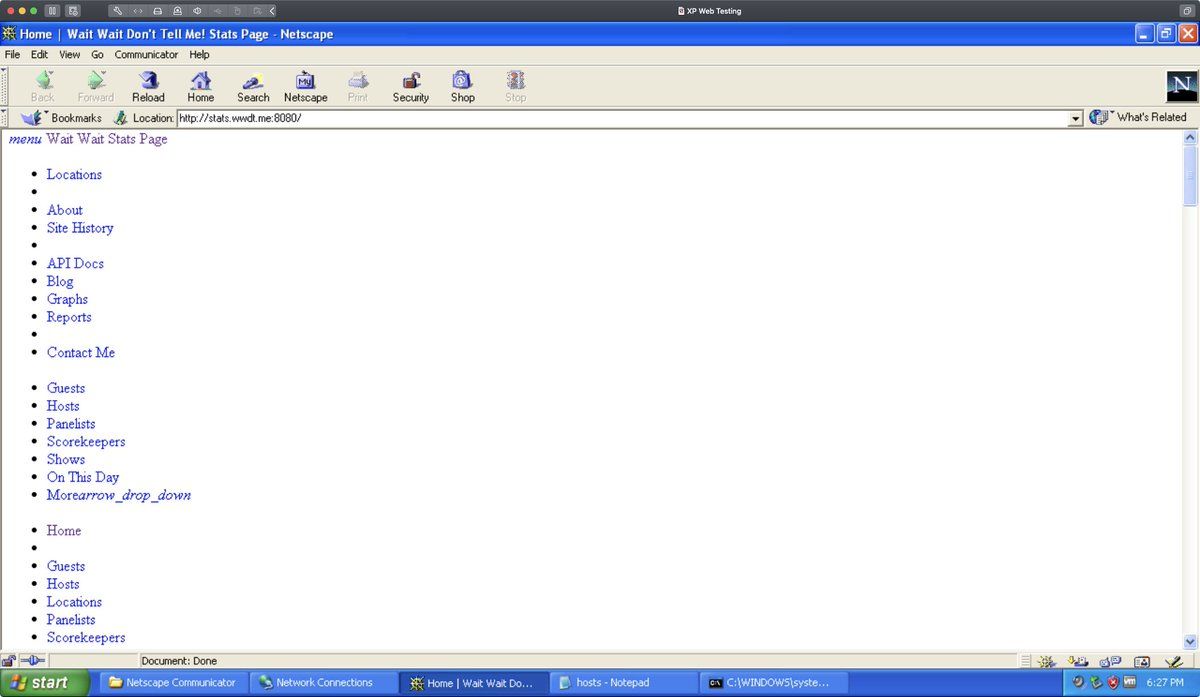 XP Web Testing
Home | Wait Wait Don't Tell Me! Stats Page - Netscape
File Edit View Go Communicator Help
Back Forward Reload Home Search Netscape Print Security Shop Stop
My
N
Bookmarks Location: http://stats.wwdt.me:8080/ What's Related
menu Wait Wait Stats Page
Locations
About
Site History
API Docs
Blog
Graphs
Reports
Contact Me
Guests
Hosts
Panelists
Scorekeepers
Shows
On This Day
Morearrow_drop_down
Home
Guests
Hosts
Locations
Panelists
Scorekeepers
Document: Done
start Netscape Communicator Network Connections Home | Wait Wait Do... hosts - Notepad C:\WINDOWS\syste... 6:27 PM